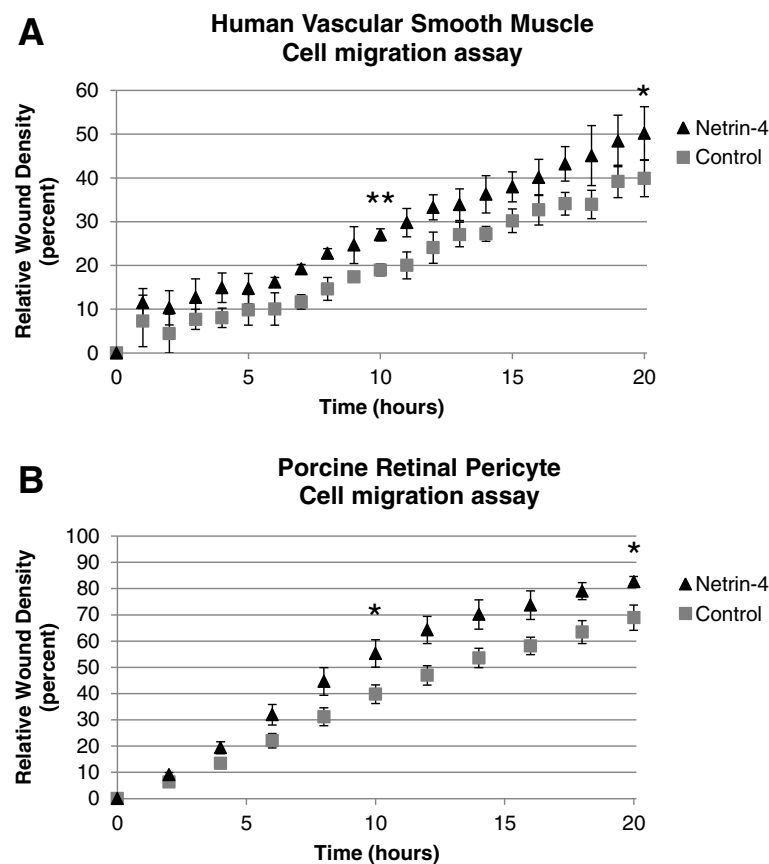 A
Human Vascular Smooth Muscle
Cell migration assay
Relative Wound Density
(percent)
60
50
40
30
20
10
0
**
*
Netrin-4
Control
0 5 10 15 20
Time (hours)
B
Porcine Retinal Pericyte
Cell migration assay
Relative Wound Density
(percent)
100
90
80
70
60
50
40
30
20
10
0
*
*
Netrin-4
Control
0 5 10 15 20
Time (hours)